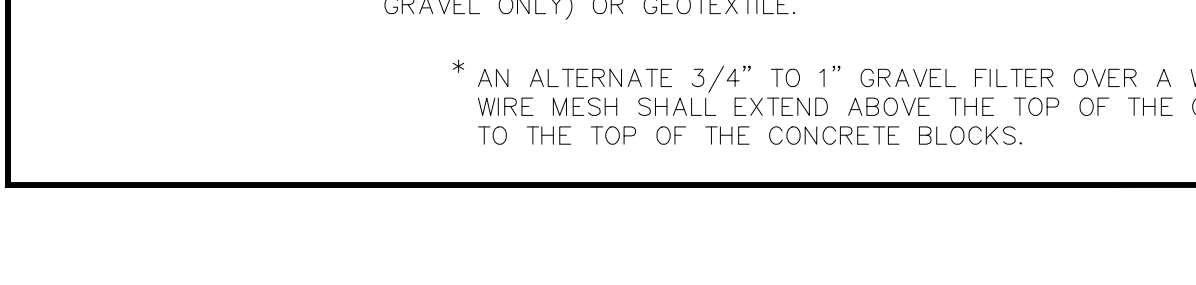 GRAVEL ONLY) OR GEOTEXTILE.
* AN ALTERNATE 3/4” TO 1” GRAVEL FILTER OVER A
WIRE MESH SHALL EXTEND ABOVE THE TOP OF THE
TO THE TOP OF THE CONCRETE BLOCKS.